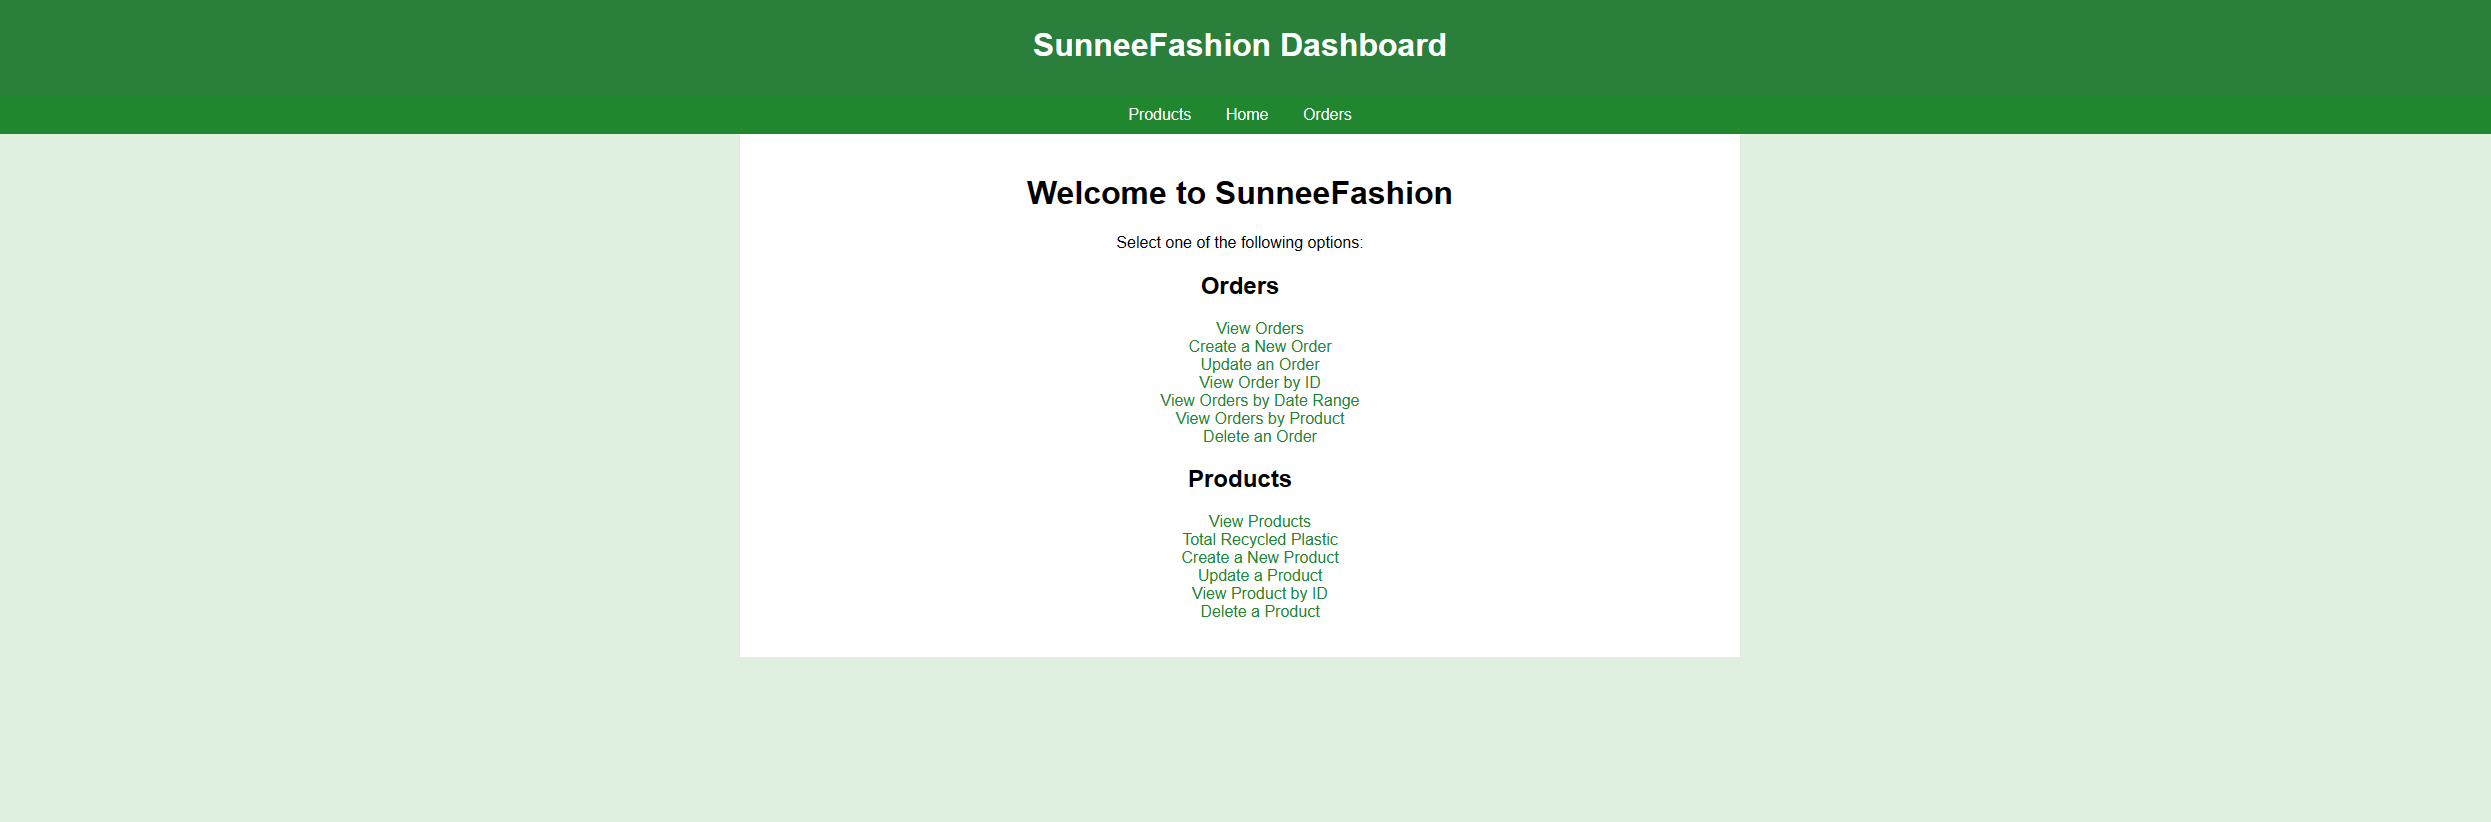 SunneeFashion Dashboard
Products Home Orders
Welcome to SunneeFashion
Select one of the following options:
Orders
View Orders
Create a New Order
Update an Order
View Order by ID
View Orders by Date Range
View Orders by Product
Delete an Order
Products
View Products
Total Recycled Plastic
Create a New Product
Update a Product
View Product by ID
Delete a Product